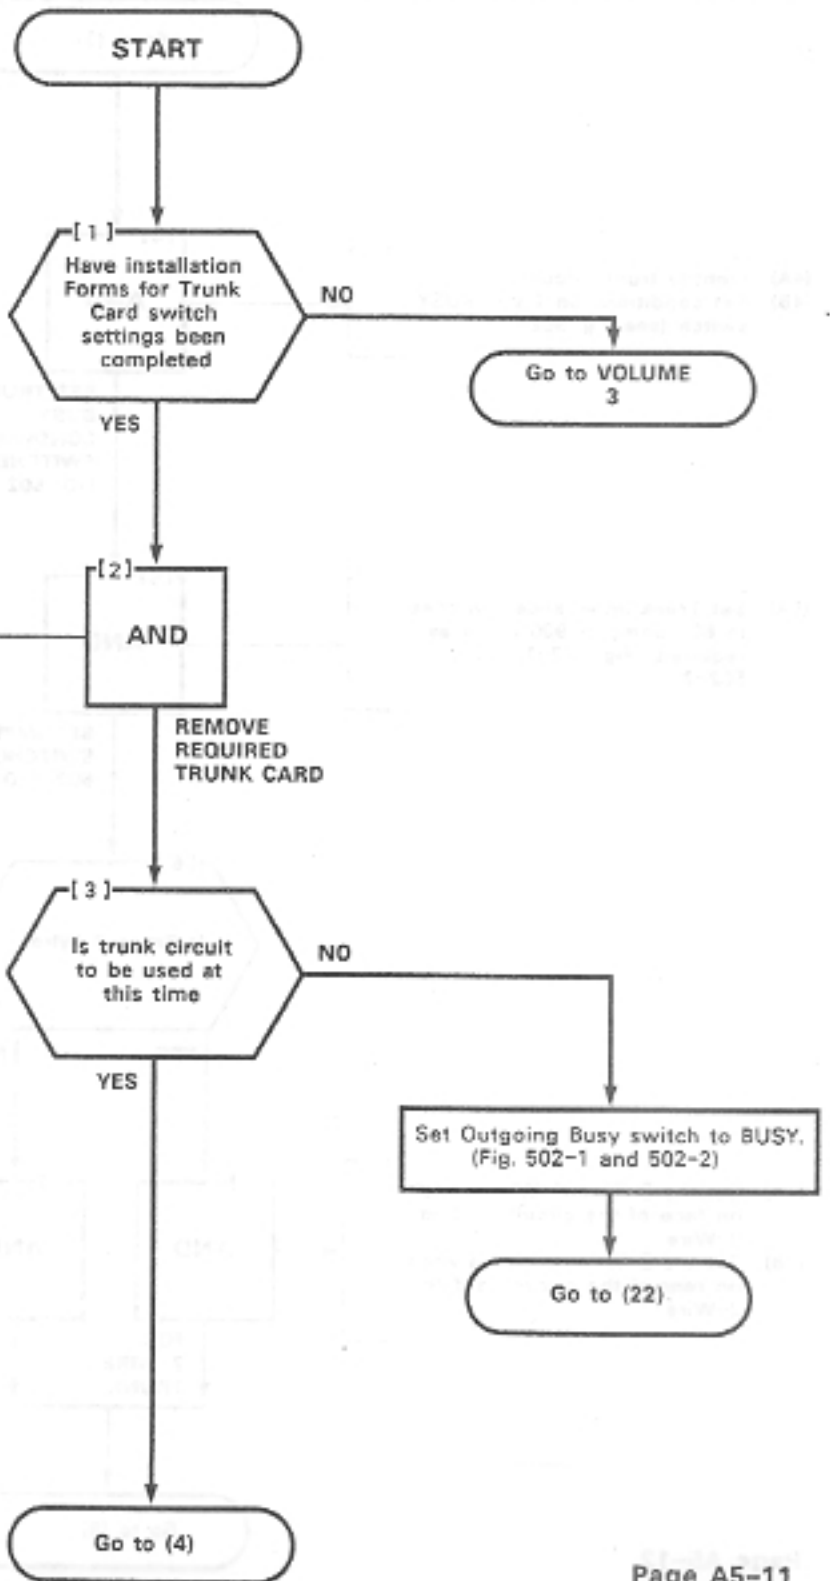 START
[1]
Have installation
Forms for Trunk
Card switch
settings been
completed
NO
Go to VOLUME
3
YES
[2]
AND
REMOVE
REQUIRED
TRUNK CARD
[3]
Is trunk circuit
to be used at
this time
NO
YES
Set Outgoing Busy switch to BUSY.
(Fig. 502-1 and 502-2)
Go to (22).
Go to (4)
Page A5-11